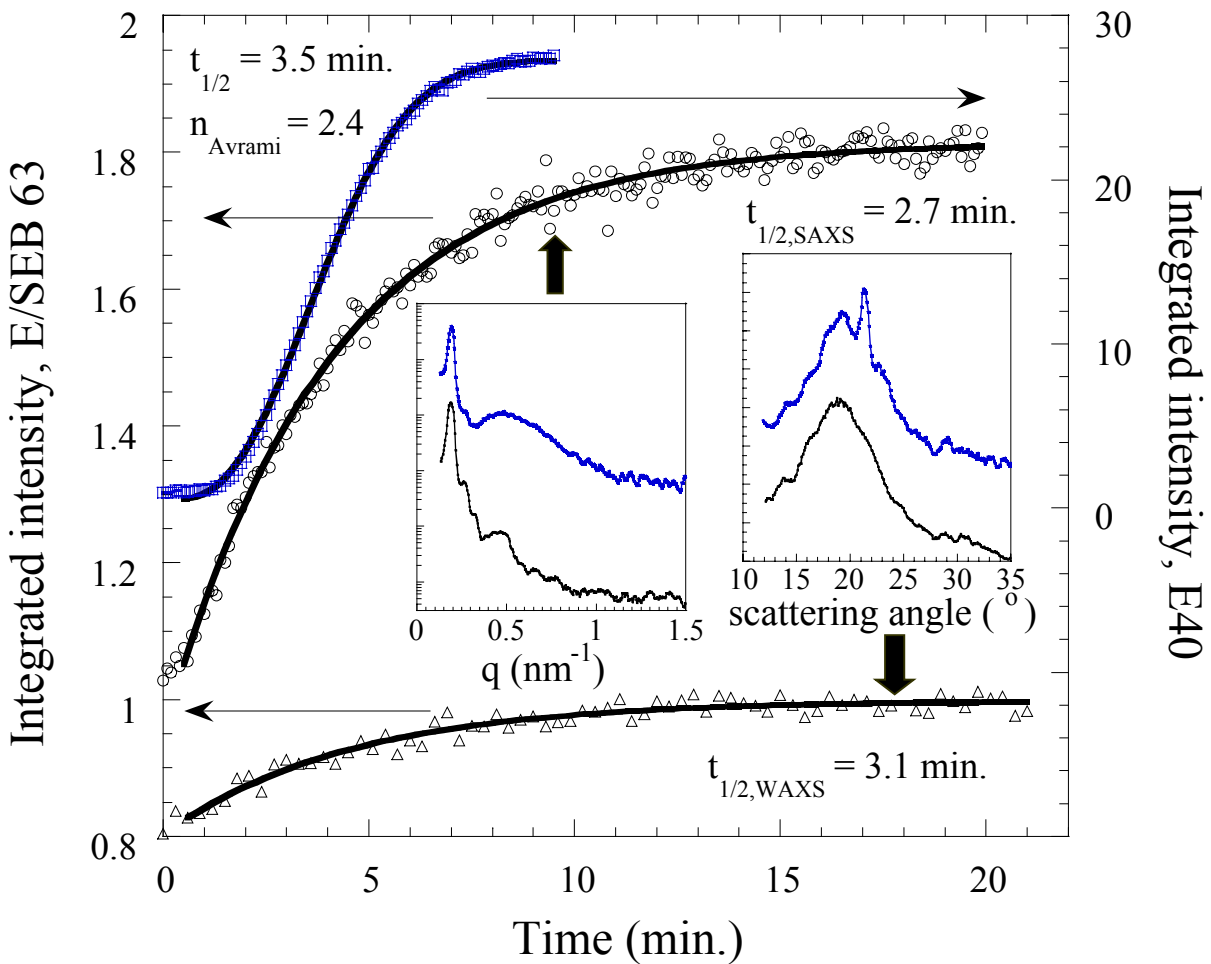 2
1.8
1.6
1.4
1.2
1
0.8
Integrated intensity, E/SEB 63
30
20
10
0
Integrated intensity, E40
t1/2 = 3.5 min.
nAvrami = 2.4
t1/2,SAXS = 2.7 min.
0 0.5 1 1.5
q (nm-1)
10 15 20 25 30 35
scattering angle ( o )
t1/2,WAXS = 3.1 min.
0 5 10 15 20
Time (min.)